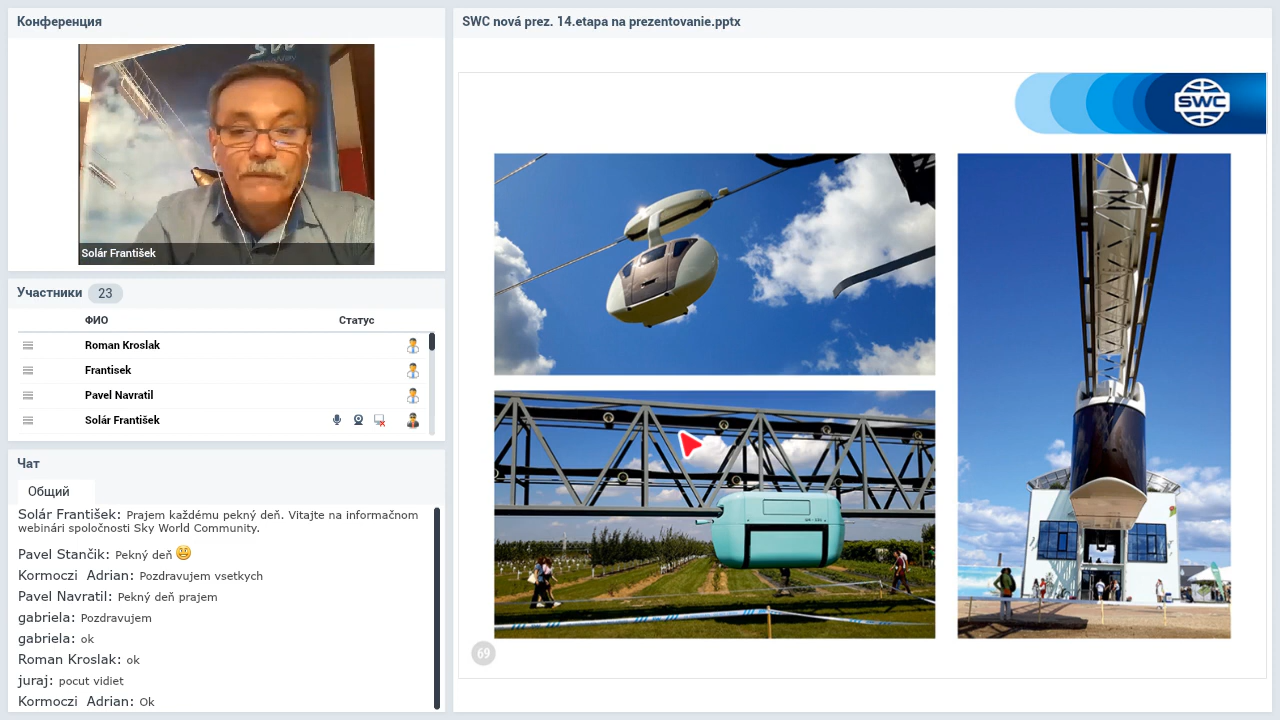 Конференция
Solár František
Участники 23
ФИО Статус
Roman Kroslak
Frantisek
Pavel Navratil
Solár František
Чат
Общий
Solár František: Prajem každému pekný deň. Vitajte na informačnom
webinári spoločnosti Sky World Community.
Pavel Stančik: Pekný deň
Kormoczi Adrian: Pozdravujem vsetkych
Pavel Navratil: Pekný deň prajem
gabriela: Pozdravujem
gabriela: ok
Roman Kroslak: ok
juraj: pocut vidiet
Kormoczi Adrian: Ok
SWC nová prez. 14.etapa na prezentovanie.pptx
SWC
69